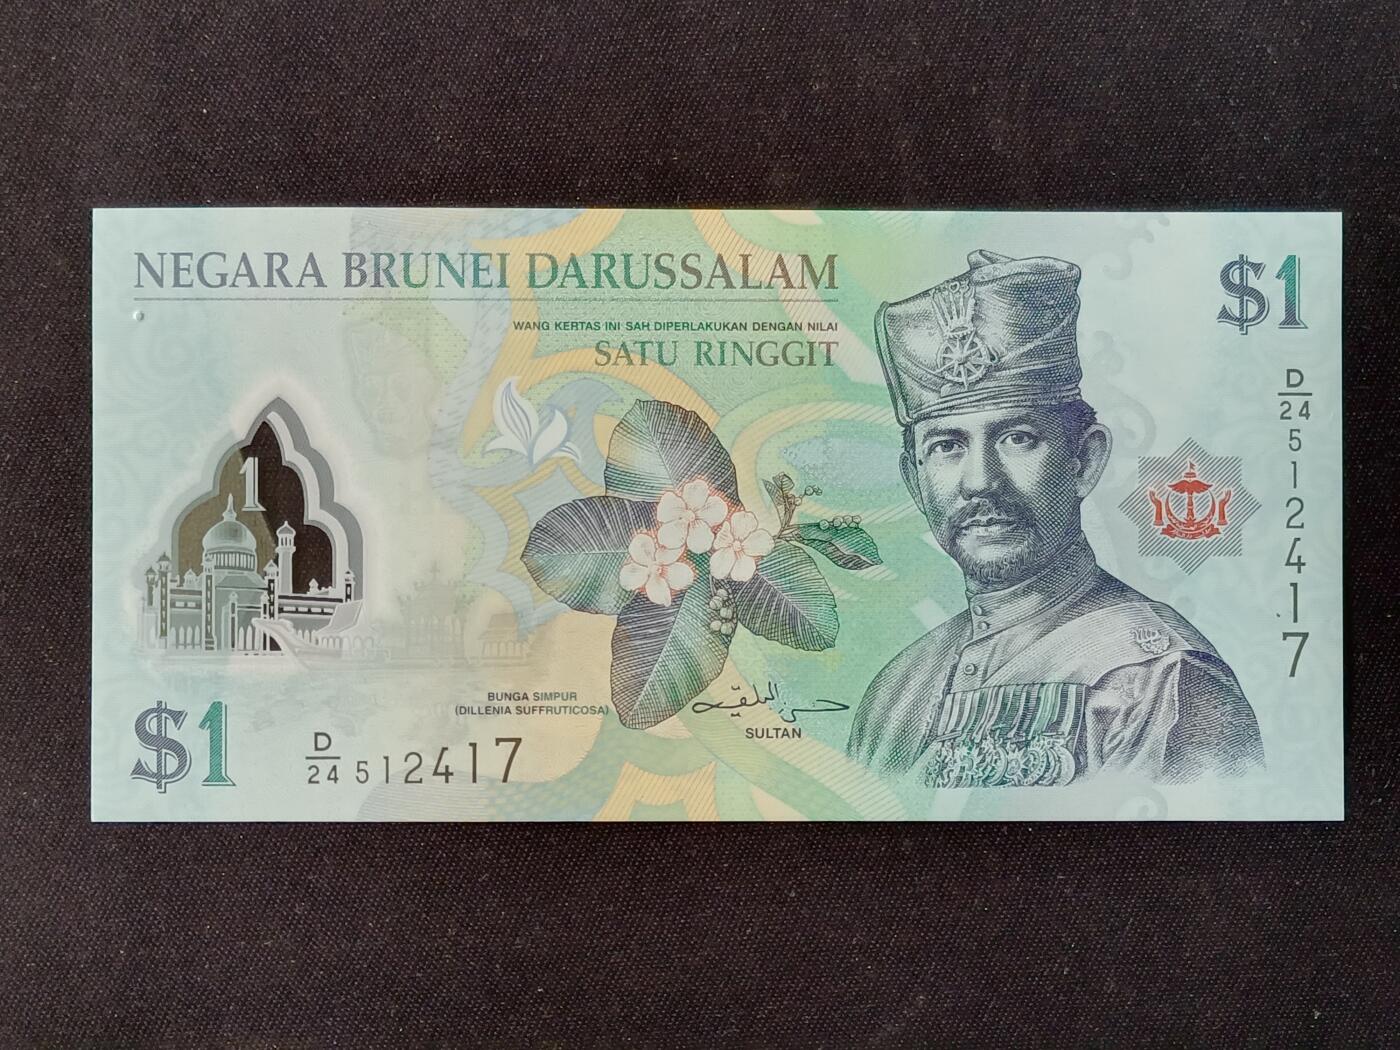 NEGARA BRUNEI DARUSSALAM
WANG KERTAS INI SAH DIPERLAKUKAN DENGAN NILAI
SATU RINGGIT
$1
D/24 512417
1
BUNGA SIMPUR
(DILLENIA SUFFRUTICOSA)
SULTAN
$1
D/24 512417